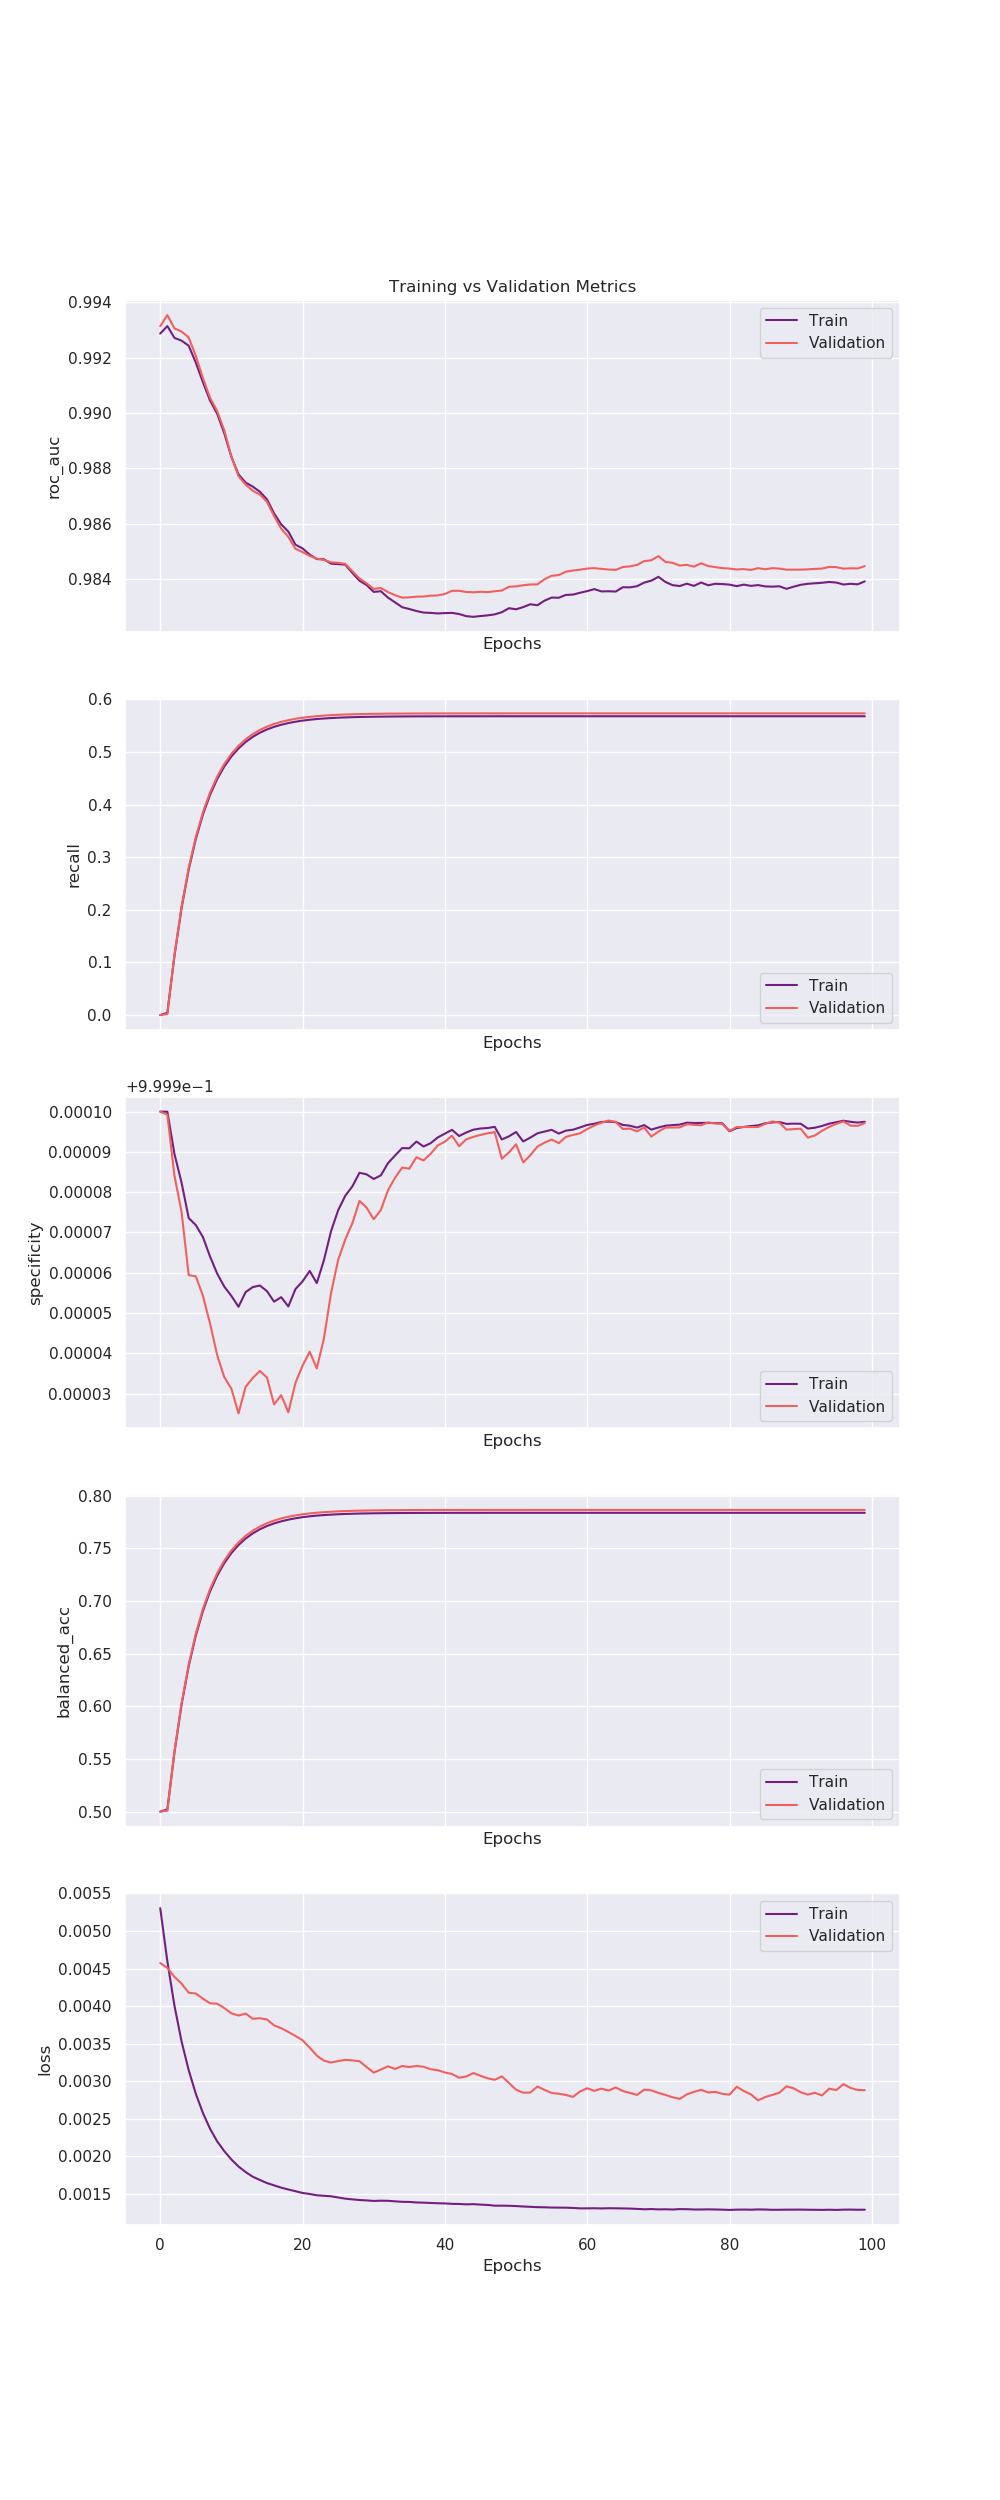 Training vs Validation Metrics
0.994
0.992
0.990
0.988
0.986
0.984
roc_auc
Train
Validation
Epochs
0.6
0.5
0.4
0.3
0.2
0.1
0.0
recall
Train
Validation
Epochs
+9.999e−1
0.00010
0.00009
0.00008
0.00007
0.00006
0.00005
0.00004
0.00003
specificity
Train
Validation
Epochs
0.80
0.75
0.70
0.65
0.60
0.55
0.50
balanced_acc
Train
Validation
Epochs
0.0055
0.0050
0.0045
0.0040
0.0035
0.0030
0.0025
0.0020
0.0015
loss
Train
Validation
0 20 40 60 80 100
Epochs